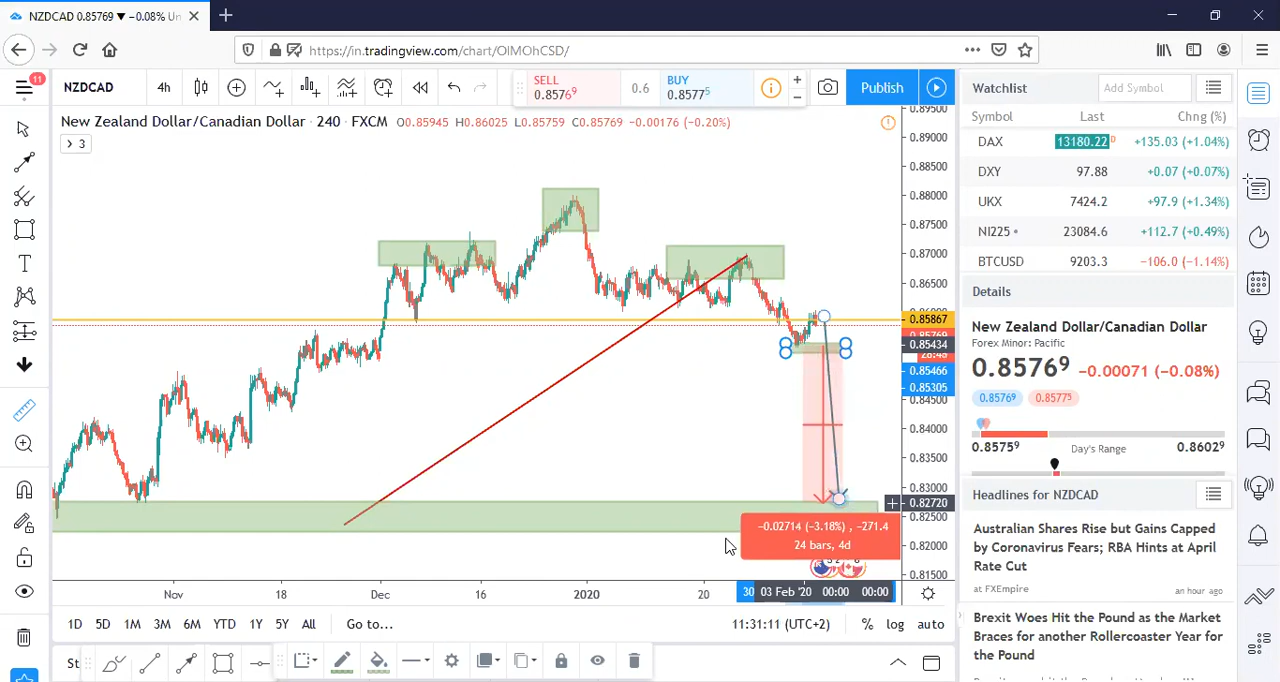 NZDCAD 0.85769 ▼ −0.08% Un
https://in.tradingview.com/chart/OlMOhCSD/
11
NZDCAD
4h
SELL
0.85769
0.6
BUY
0.85775
Publish
New Zealand Dollar/Canadian Dollar · 240 · FXCM O0.85945 H0.86025 L0.85759 C0.85769 −0.00176 (−0.20%)
3
0.89500
0.89000
0.88500
0.88000
0.87500
0.87000
0.86500
0.85867
0.85434
0.85466
0.85305
0.84500
0.84000
0.83500
0.83000
0.82720
0.82500
0.82000
0.81500
-0.02714 (-3.18%) , -271.4
24 bars, 4d
Nov
18
Dec
16
2020
20
30
03 Feb '20
00:00
00:00
1D
5D
1M
3M
6M
YTD
1Y
5Y
All
Go to...
11:31:11 (UTC+2)
%
log
auto
St
Watchlist
Add Symbol
Symbol
Last
Chng (%)
DAX 13180.22 D +135.03 (+1.04%)
DXY 97.88 +0.07 (+0.07%)
UKX 7424.2 +97.9 (+1.34%)
NI225 23084.6 +112.7 (+0.49%)
BTCUSD 9203.3 −106.0 (−1.14%)
Details
New Zealand Dollar/Canadian Dollar
Forex Minor: Pacific
0.85769 −0.00071 (−0.08%)
0.85769
0.85775
0.85759
Day's Range
0.86029
Headlines for NZDCAD
Australian Shares Rise but Gains Capped
by Coronavirus Fears; RBA Hints at April
Rate Cut
at FXEmpire
an hour ago
Brexit Woes Hit the Pound as the Market
Braces for another Rollercoaster Year for
the Pound